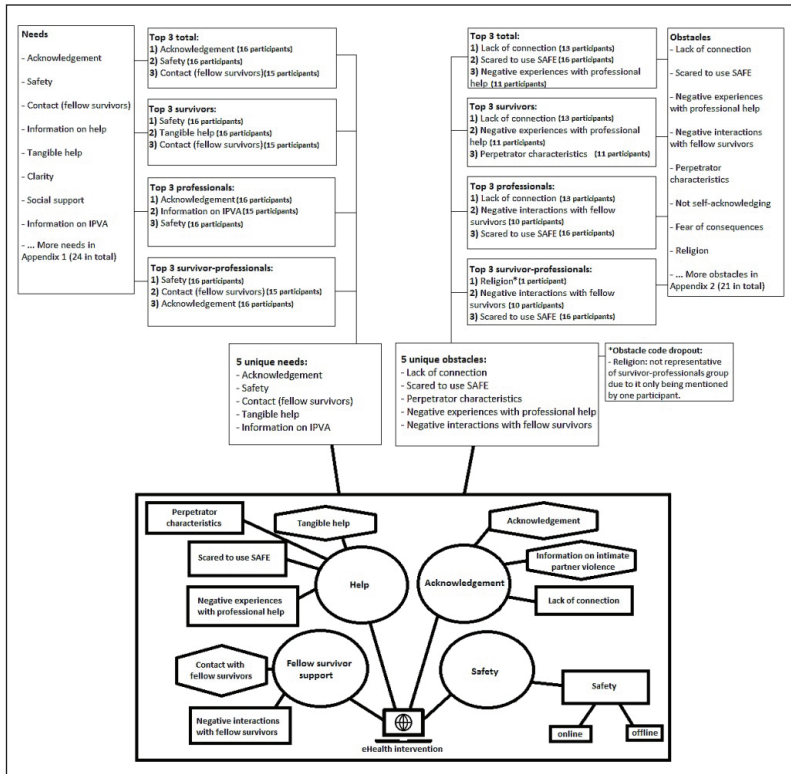 Needs
- Acknowledgement
- Safety
- Contact (fellow survivors)
- Information on help
- Tangible help
- Clarity
- Social support
- Information on IPVA
- ... More needs in
Appendix 1 (24 in total)
Top 3 total:
1) Acknowledgement (16 participants)
2) Safety (16 participants)
3) Contact (fellow survivors) (15 participants)
Top 3 survivors:
1) Safety (16 participants)
2) Tangible help (16 participants)
3) Contact (fellow survivors) (15 participants)
Top 3 professionals:
1) Acknowledgement (16 participants)
2) Information on IPVA (15 participants)
3) Safety (16 participants)
Top 3 survivor-professionals:
1) Safety (16 participants)
2) Contact (fellow survivors) (15 participants)
3) Acknowledgement (16 participants)
Top 3 total:
1) Lack of connection (13 participants)
2) Scared to use SAFE (16 participants)
3) Negative experiences with professional
help (11 participants)
Top 3 survivors:
1) Lack of connection (13 participants)
2) Negative experiences with professional
help (11 participants)
3) Perpetrator characteristics (11 participants)
Top 3 professionals:
1) Lack of connection (13 participants)
2) Negative interactions with fellow
survivors (10 participants)
3) Scared to use SAFE (16 participants)
Top 3 survivor-professionals:
1) Religion* (1 participant)
2) Negative interactions with fellow
survivors (10 participants)
3) Scared to use SAFE (16 participants)
Obstacles
- Lack of connection
- Scared to use SAFE
- Negative experiences
with professional help
- Negative interactions
with fellow survivors
- Perpetrator
characteristics
- Not self-acknowledging
- Fear of consequences
- Religion
- ... More obstacles in
Appendix 2 (21 in total)
5 unique needs:
- Acknowledgement
- Safety
- Contact (fellow survivors)
- Tangible help
- Information on IPVA
5 unique obstacles:
- Lack of connection
- Scared to use SAFE
- Perpetrator characteristics
- Negative experiences with professional help
- Negative interactions with fellow survivors
*Obstacle code dropout:
- Religion: not representative
of survivor-professionals group
due to it only being mentioned
by one participant.
Perpetrator
characteristics
Tangible help
Scared to use SAFE
Help
Negative experiences
with professional help
Acknowledgement
Acknowledgement
Information on intimate
partner violence
Lack of connection
Contact with
fellow survivors
Fellow survivor
support
Negative interactions
with fellow survivors
Safety
Safety
online
offline
eHealth intervention